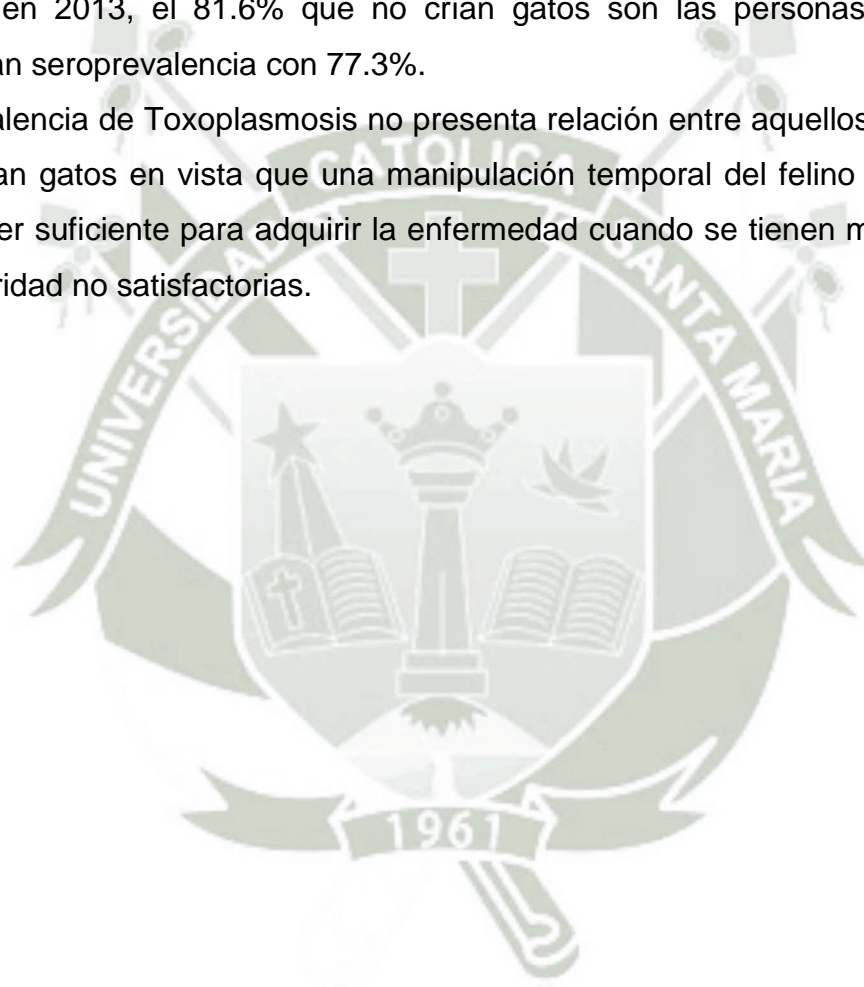 en 2013, el 81.6% que no crían gatos son las personas
an seroprevalencia con 77.3%.
alencia de Toxoplasmosis no presenta relación entre aquellos
an gatos en vista que una manipulación temporal del felino
er suficiente para adquirir la enfermedad cuando se tienen m
ridad no satisfactorias.
UNIVERSIDAD CATOLICA SANTA MARIA
1961